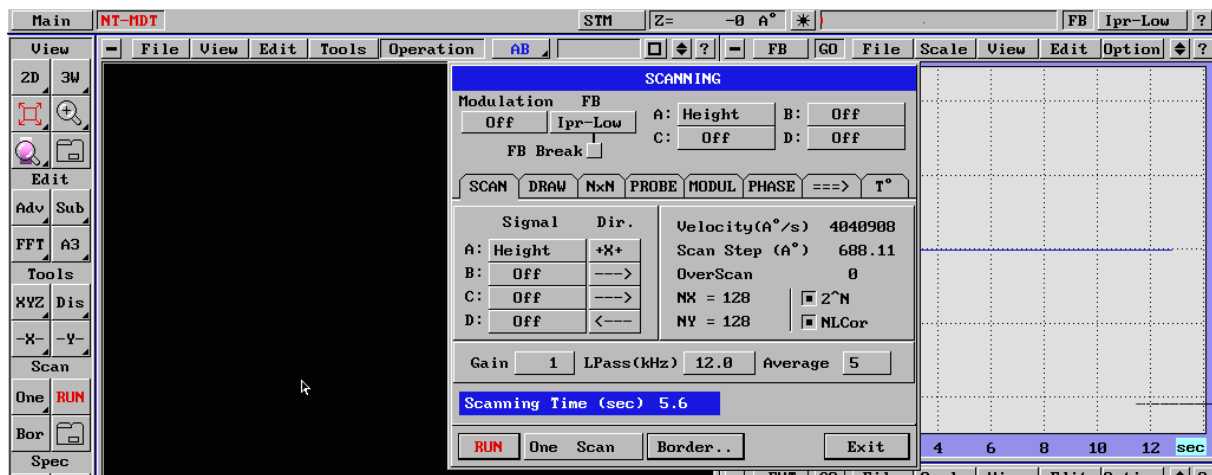 Main NT-MDT STM Z= -0 A° FB Ipr-Low ?
View File View Edit Tools Operation AB ? FB GO File Scale View Edit Option ?
2D 3W
SCANNING
Modulation FB
Off Ipr-Low A: Height B: Off
FB Break C: Off D: Off
Edit
SCAN DRAW NxN PROBE MODUL PHASE ===> T°
Adv Sub
Signal Dir. Velocity(A°/s) 4040908
FFT A3 A: Height +X+ Scan Step (A°) 688.11
Tools B: Off ---> OverScan 0
XYZ Dis C: Off ---> NX = 128 2^N
D: Off <--- NY = 128 NLCor
-X- -Y-
Scan Gain 1 LPass(kHz) 12.0 Average 5
One RUN Scanning Time (sec) 5.6
Bor RUN One Scan Border.. Exit 4 6 8 10 12 sec
Spec